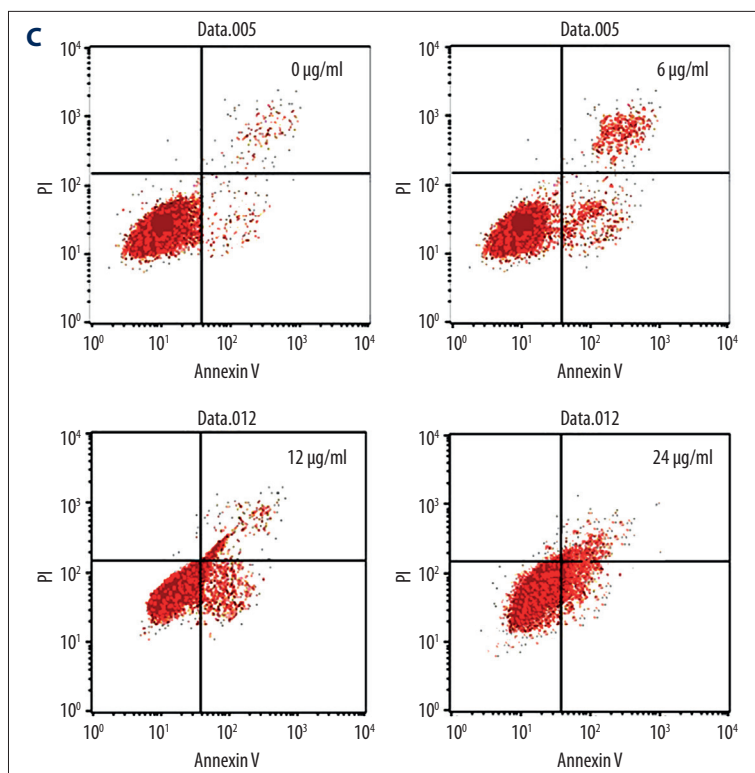 C
Data.005
0 µg/ml
PI
10⁴
10³
10²
10¹
10⁰
10⁰ 10¹ 10² 10³ 10⁴
Annexin V
Data.005
6 µg/ml
PI
10⁴
10³
10²
10¹
10⁰
10⁰ 10¹ 10² 10³ 10⁴
Annexin V
Data.012
12 µg/ml
PI
10⁴
10³
10²
10¹
10⁰
10⁰ 10¹ 10² 10³ 10⁴
Annexin V
Data.012
24 µg/ml
PI
10⁴
10³
10²
10¹
10⁰
10⁰ 10¹ 10² 10³ 10⁴
Annexin V